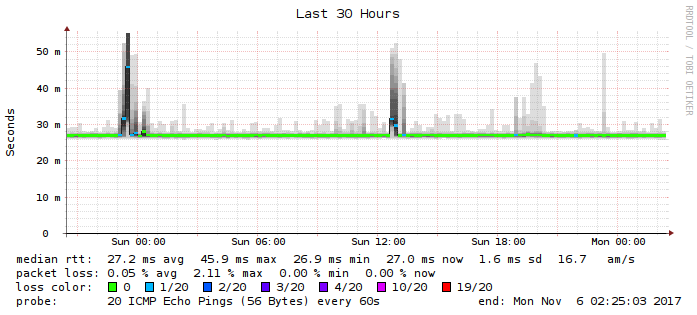 Last 30 Hours
RRDTOOL / TOBI OETIKER
Seconds
50 m
40 m
30 m
20 m
10 m
0
Sun 00:00 Sun 06:00 Sun 12:00 Sun 18:00 Mon 00:00
median rtt: 27.2 ms avg 45.9 ms max 26.9 ms min 27.0 ms now 1.6 ms sd 16.7 am/s
packet loss: 0.05 % avg 2.11 % max 0.00 % min 0.00 % now
loss color: 0 1/20 2/20 3/20 4/20 10/20 19/20
probe: 20 ICMP Echo Pings (56 Bytes) every 60s end: Mon Nov 6 02:25:03 2017